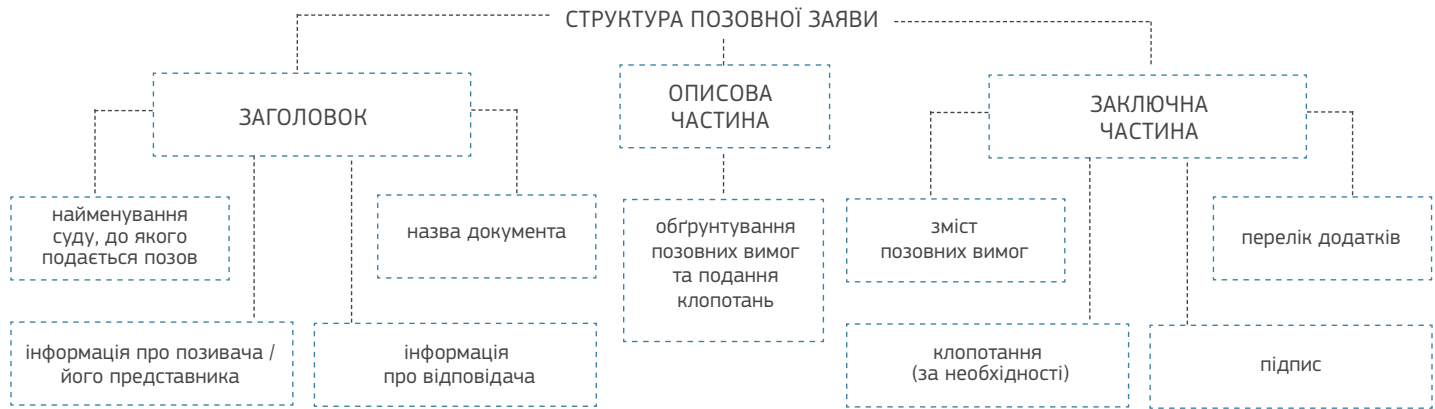 СТРУКТУРА ПОЗОВНОЇ ЗАЯВИ
ЗАГОЛОВОК
ОПИСОВА
ЧАСТИНА
ЗАКЛЮЧНА
ЧАСТИНА
найменування
суду, до якого
подається позов
назва документа
обґрунтування
позовних вимог
та подання
клопотань
зміст
позовних вимог
перелік додатків
інформація про позивача /
його представника
інформація
про відповідача
клопотання
(за необхідності)
підпис